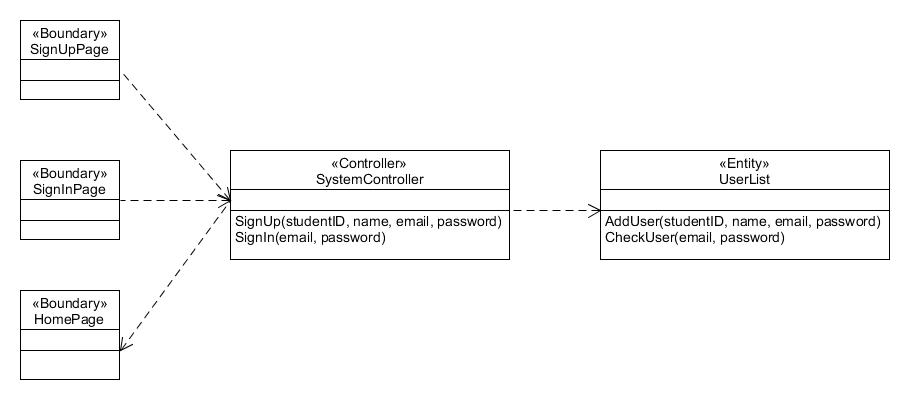 «Boundary»
SignUpPage
«Boundary»
SignInPage
«Boundary»
HomePage
«Controller»
SystemController
SignUp(studentID, name, email, password)
SignIn(email, password)
«Entity»
UserList
AddUser(studentID, name, email, password)
CheckUser(email, password)